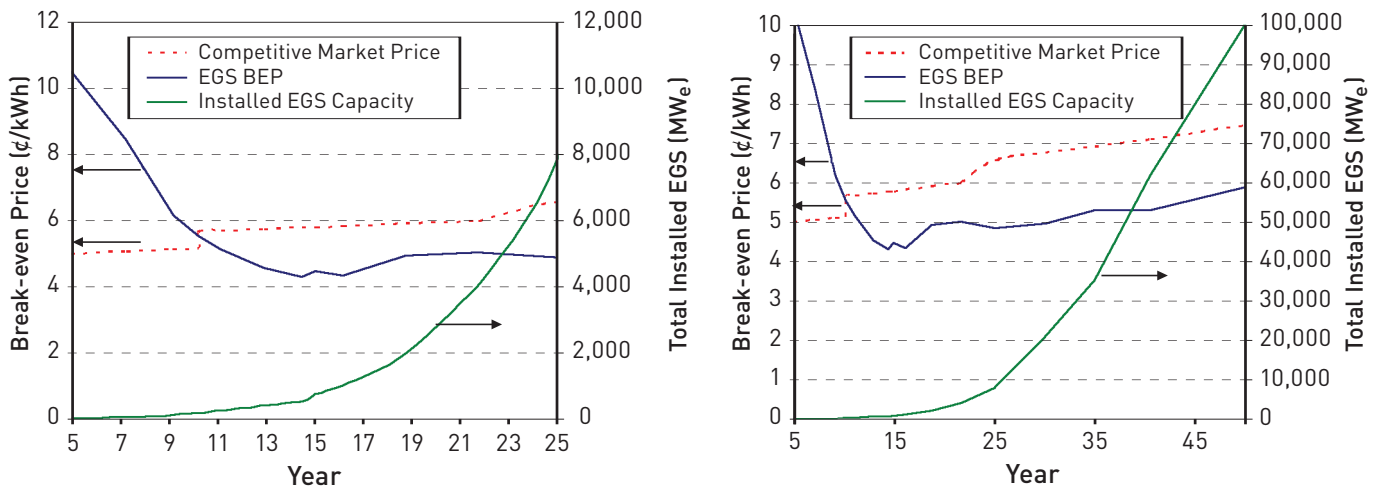 Break-even Price (¢/kWh)
12
10
8
6
4
2
0
Competitive Market Price
EGS BEP
Installed EGS Capacity
12,000
10,000
8,000
6,000
4,000
2,000
0
Total Installed EGS (MWe)
5 7 9 11 13 15 17 19 21 23 25
Year
Break-even Price (¢/kWh)
10
9
8
7
6
5
4
3
2
1
0
Competitive Market Price
EGS BEP
Installed EGS Capacity
100,000
90,000
80,000
70,000
60,000
50,000
40,000
30,000
20,000
10,000
0
Total Installed EGS (MWe)
5 15 25 35 45
Year